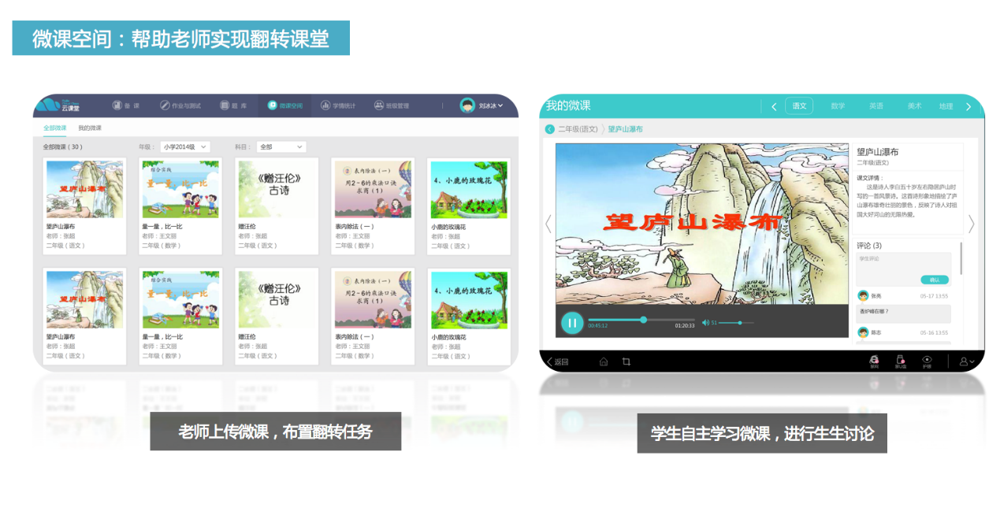 微课空间：帮助老师实现翻转课堂
云课堂
备 课
作业与测试
题 库
微课空间
学情统计
班级管理
刘冰冰
全部微课
我的微课
全部微课（30）
年级：
小学2014级
科目：
全部
望庐山瀑布
综合实践
量一量，比一比
《赠汪伦》
古诗
② 表内除法（一）
用2~6的乘法口诀
求商（1）
4、小鹿的玫瑰花
望庐山瀑布
老师：张超
二年级（语文）
量一量，比一比
老师：王文丽
二年级（数学）
赠汪伦
老师：张超
二年级（语文）
表内除法（一）
老师：王文丽
二年级（数学）
小鹿的玫瑰花
老师：张超
二年级（语文）
望庐山瀑布
综合实践
量一量，比一比
《赠汪伦》
古诗
② 表内除法（一）
用2~6的乘法口诀
求商（1）
4、小鹿的玫瑰花
望庐山瀑布
老师：张超
二年级（语文）
量一量，比一比
老师：王文丽
二年级（数学）
赠汪伦
老师：张超
二年级（语文）
表内除法（一）
老师：王文丽
二年级（数学）
小鹿的玫瑰花
老师：张超
二年级（语文）
老师上传微课，布置翻转任务
我的微课
语文
数学
英语
美术
地理
二年级(语文)
望庐山瀑布
望庐山瀑布
00:45:12
01:20:33
51
望庐山瀑布
二年级(语文)
课文详情：
这是诗人李白五十岁左右隐居庐山时
写的一首风景诗。这首诗形象地描绘了庐
山瀑布雄奇壮丽的景色，反映了诗人对祖
国大好河山的无限热爱。
评论 (3)
学生评论
确认
张亮
05-17 13:55
香炉峰在哪？
陈志
05-16 13:55
返回
禁U盘
护眼
学生自主学习微课，进行生生讨论